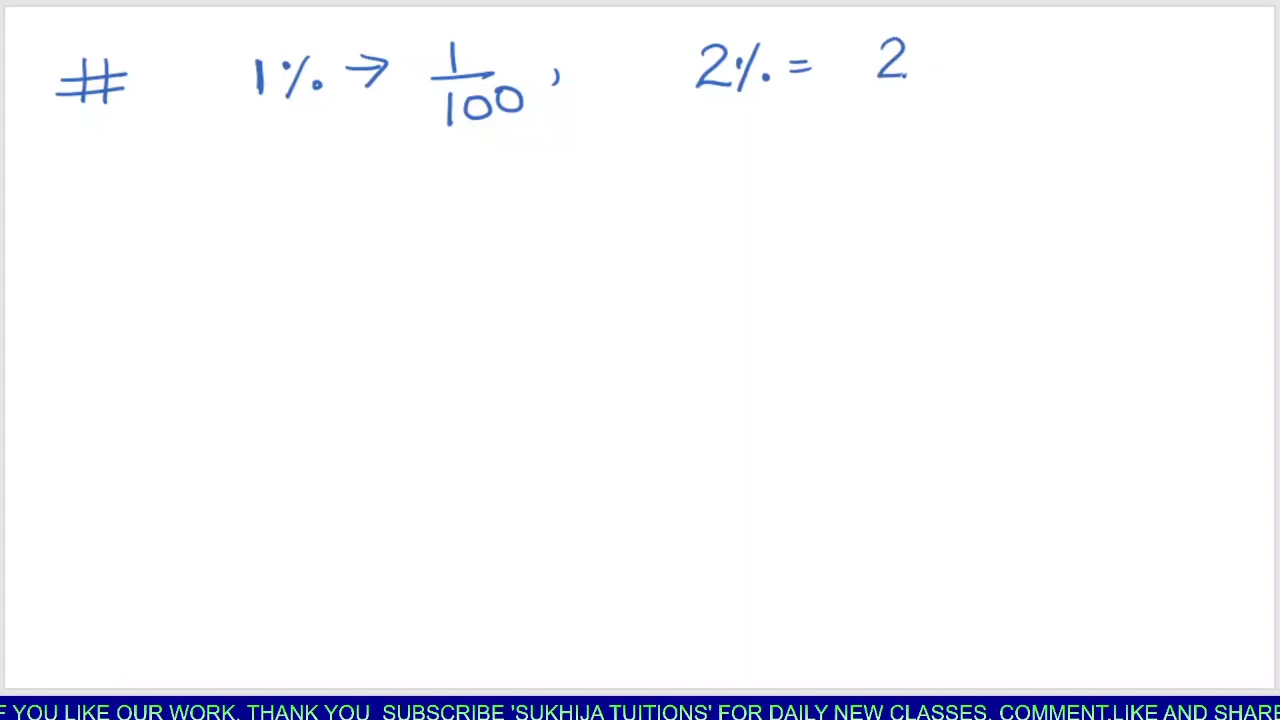 # 1% → 1/100, 2% = 2
F YOU LIKE OUR WORK. THANK YOU SUBSCRIBE 'SUKHIJA TUITIONS' FOR DAILY NEW CLASSES. COMMENT,LIKE AND SHARE